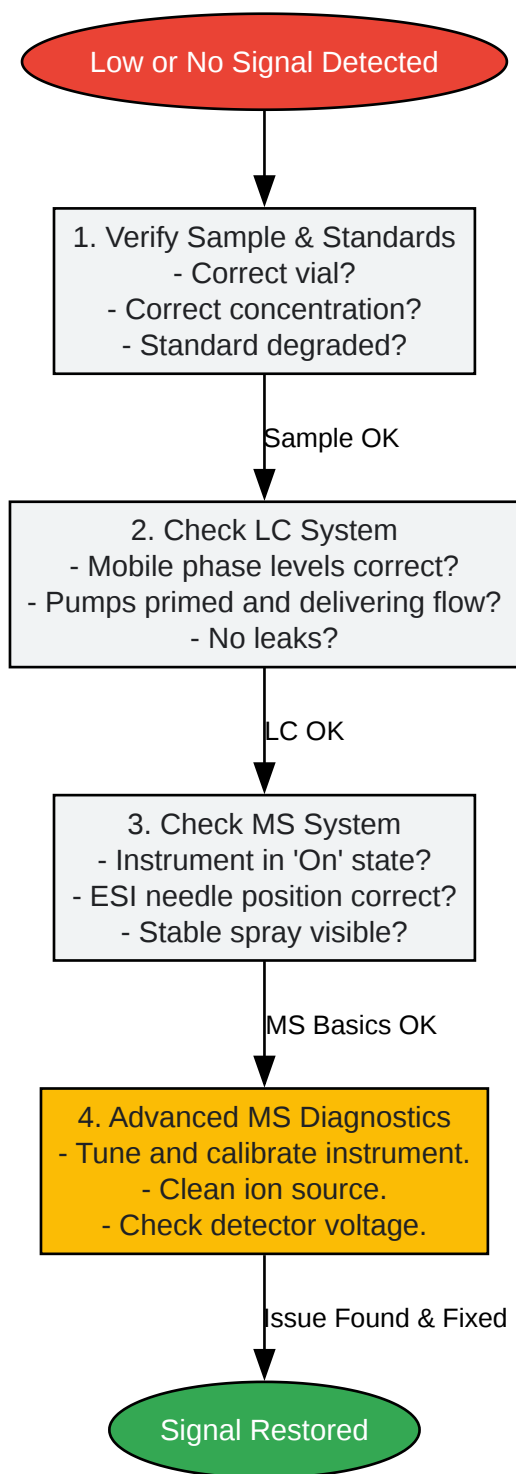 Low or No Signal Detected
1. Verify Sample & Standards
- Correct vial?
- Correct concentration?
- Standard degraded?
Sample OK
2. Check LC System
- Mobile phase levels correct?
- Pumps primed and delivering flow?
- No leaks?
LC OK
3. Check MS System
- Instrument in 'On' state?
- ESI needle position correct?
- Stable spray visible?
MS Basics OK
4. Advanced MS Diagnostics
- Tune and calibrate instrument.
- Clean ion source.
- Check detector voltage.
Issue Found & Fixed
Signal Restored